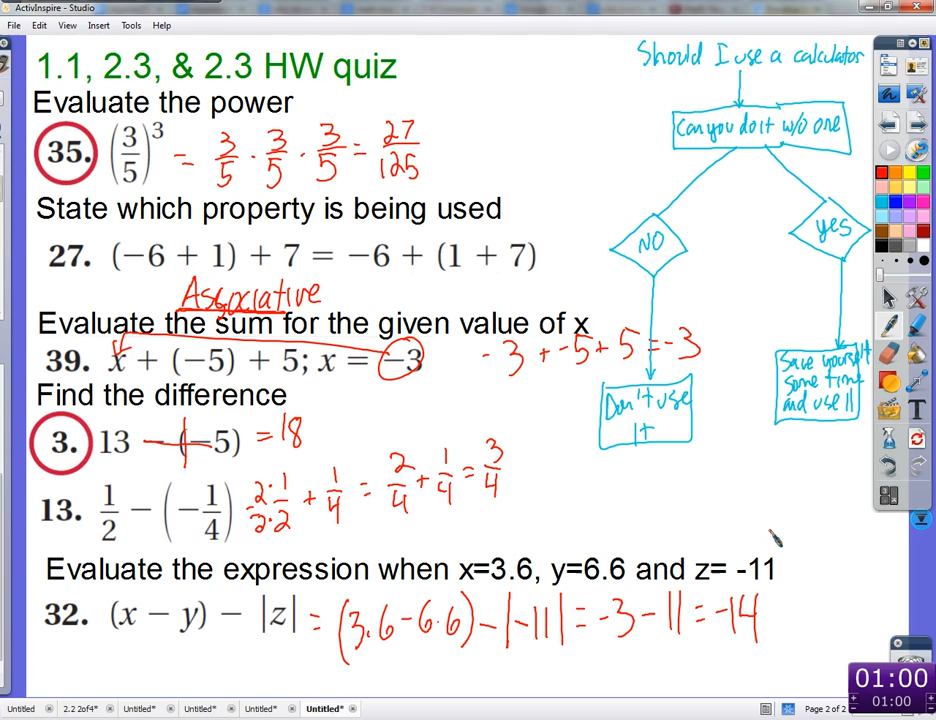 ActivInspire - Studio
File Edit View Insert Tools Help
1.1, 2.3, & 2.3 HW quiz
Evaluate the power
35. (3/5)³ = 3/5 · 3/5 · 3/5 = 27/125
State which property is being used
27. (−6 + 1) + 7 = −6 + (1 + 7)
Associative
Evaluate the sum for the given value of x
39. x + (−5) + 5; x = −3 -3 + -5 + 5 = -3
Find the difference
3. 13 − (−5) = 18
13. 1/2 − (−1/4) 2/2 · 1/2 + 1/4 = 2/4 + 1/4 = 3/4
Evaluate the expression when x=3.6, y=6.6 and z= -11
32. (x − y) − |z| = (3.6 - 6.6) - |-11| = -3 - 11 = -14
Should I use a calculator
Can you do it w/o one
NO
yes
Don't use
it
Save yourself
some time
and use it
01:00
01:00
Untitled 2.2 2of4* Untitled* Untitled* Untitled* Untitled* Page 2 of 2